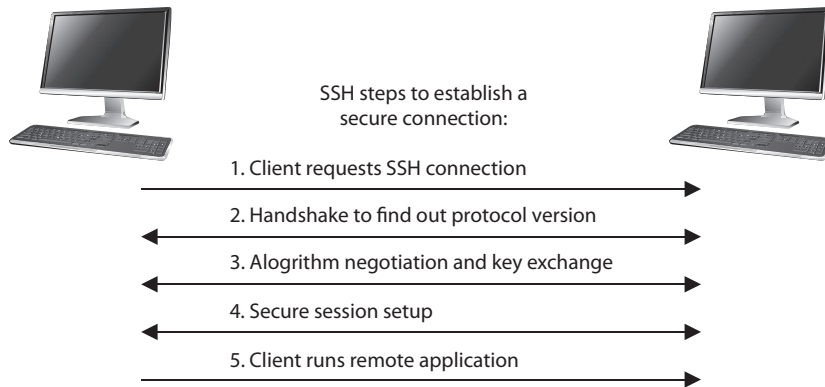 SSH steps to establish a
secure connection:
1. Client requests SSH connection
2. Handshake to find out protocol version
3. Alogrithm negotiation and key exchange
4. Secure session setup
5. Client runs remote application